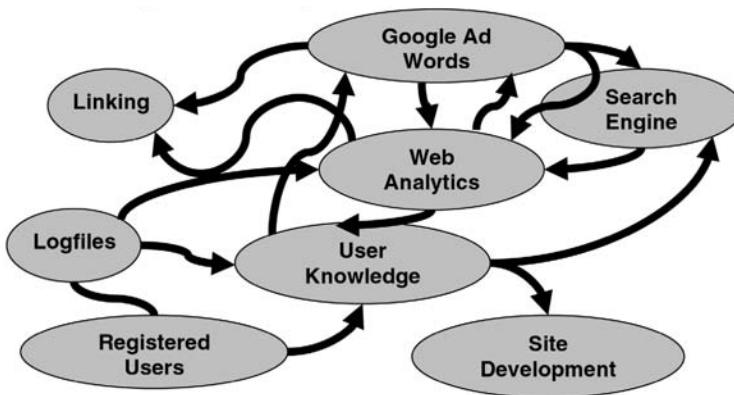 Google Ad
Words
Linking
Search
Engine
Web
Analytics
Logfiles
User
Knowledge
Registered
Users
Site
Development